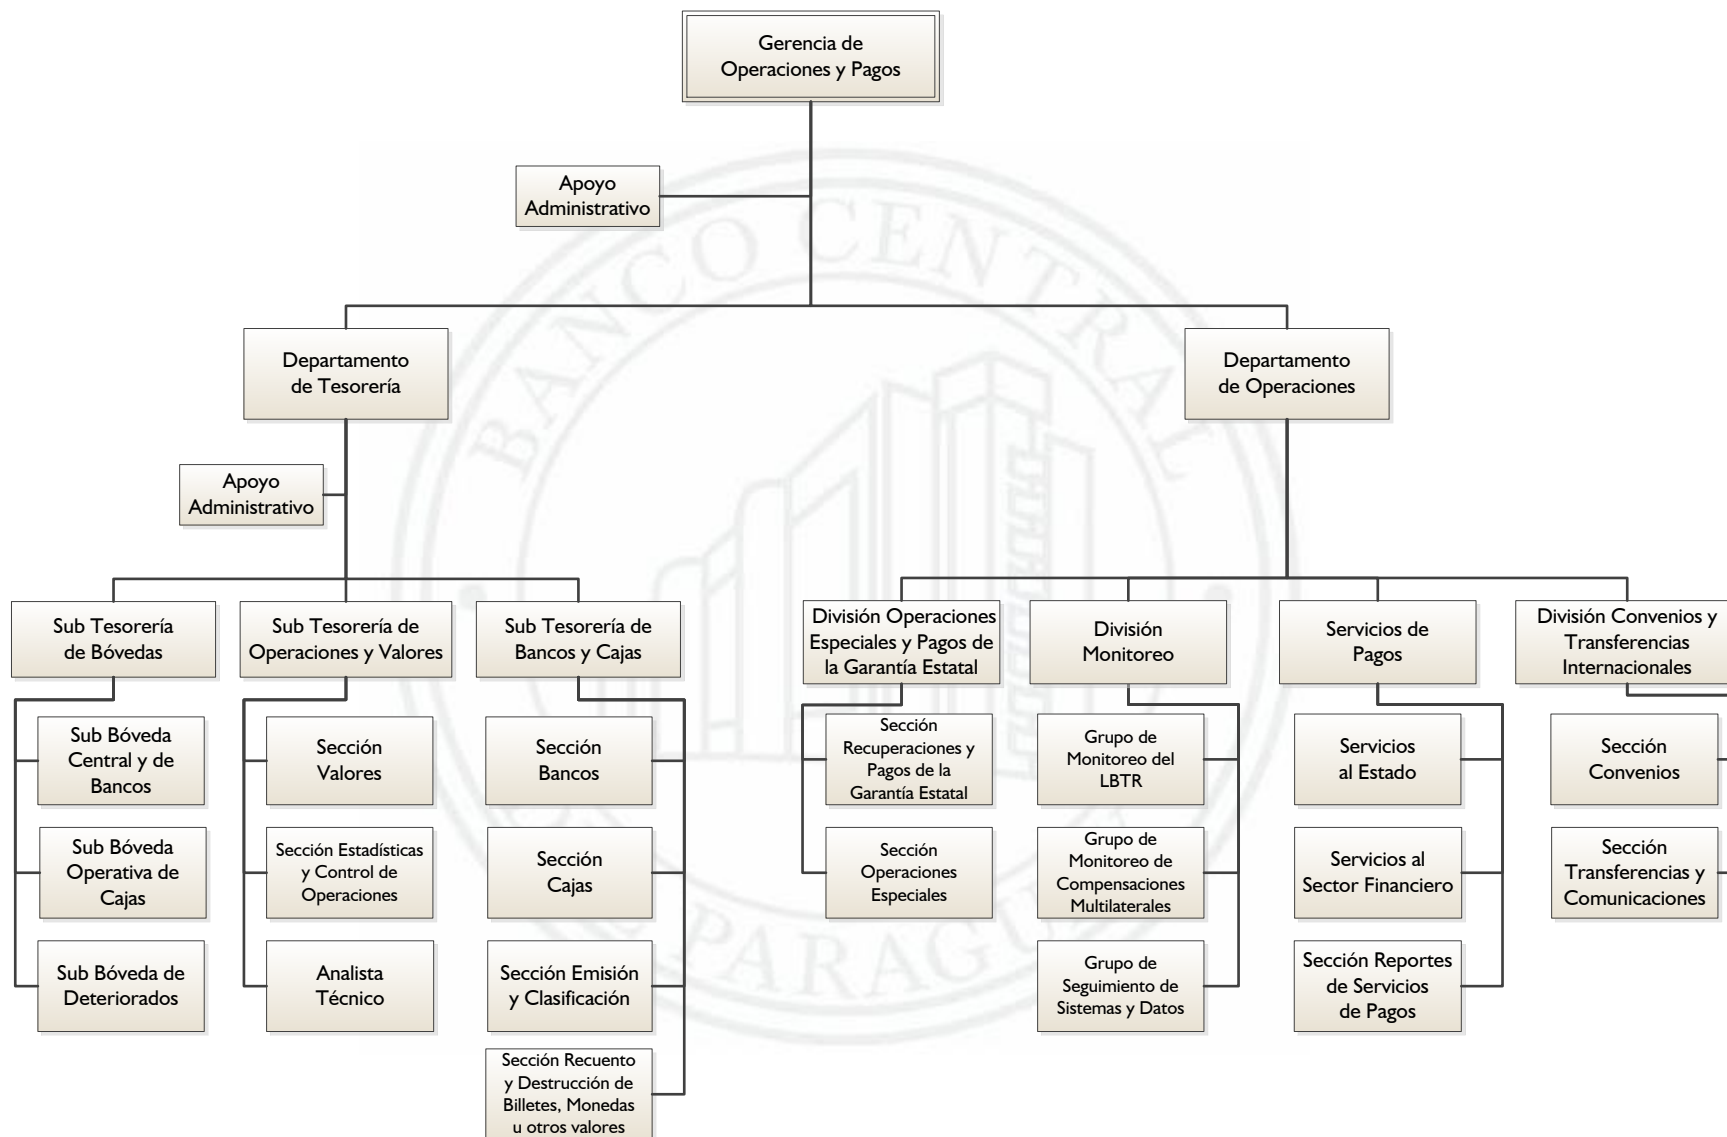 Gerencia de
Operaciones y Pagos
Apoyo
Administrativo
BANCO CENTRAL
Departamento
de Tesorería
Departamento
de Operaciones
Apoyo
Administrativo
Sub Tesorería
de Bóvedas
Sub Tesorería de
Operaciones y Valores
Sub Tesorería de
Bancos y Cajas
División Operaciones
Especiales y Pagos de
la Garantía Estatal
División
Monitoreo
Servicios de
Pagos
División Convenios y
Transferencias
Internacionales
Sub Bóveda
Central y de
Bancos
Sección
Valores
Sección
Bancos
Sección
Recuperaciones y
Pagos de la
Garantía Estatal
Grupo de
Monitoreo del
LBTR
Servicios
al Estado
Sección
Convenios
Sub Bóveda
Operativa de
Cajas
Sección Estadísticas
y Control de
Operaciones
Sección
Cajas
Sección
Operaciones
Especiales
Grupo de
Monitoreo de
Compensaciones
Multilaterales
Servicios al
Sector Financiero
Sección
Transferencias y
Comunicaciones
Sub Bóveda de
Deteriorados
Analista
Técnico
Sección Emisión
y Clasificación
Grupo de
Seguimiento de
Sistemas y Datos
Sección Reportes
de Servicios
de Pagos
Sección Recuento
y Destrucción de
Billetes, Monedas
u otros valores